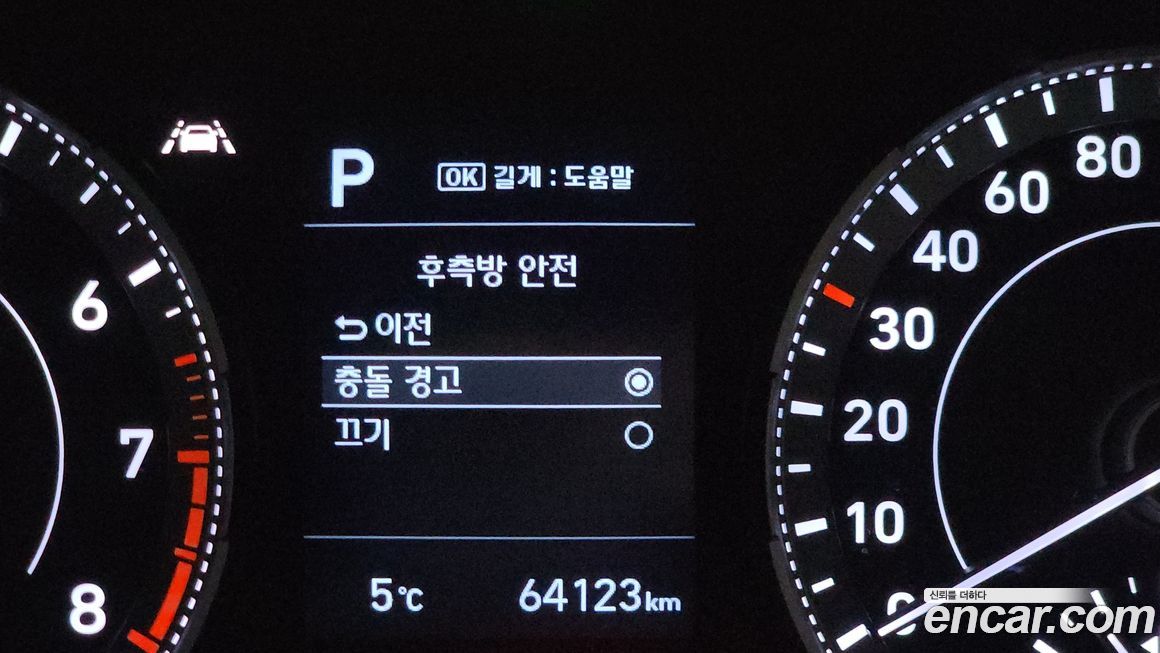 P
OK 길게 : 도움말
후측방 안전
이전
충돌 경고
끄기
5℃ 64123km
6
7
8
80
60
40
30
20
10
0
신뢰를 더하다
encar.com